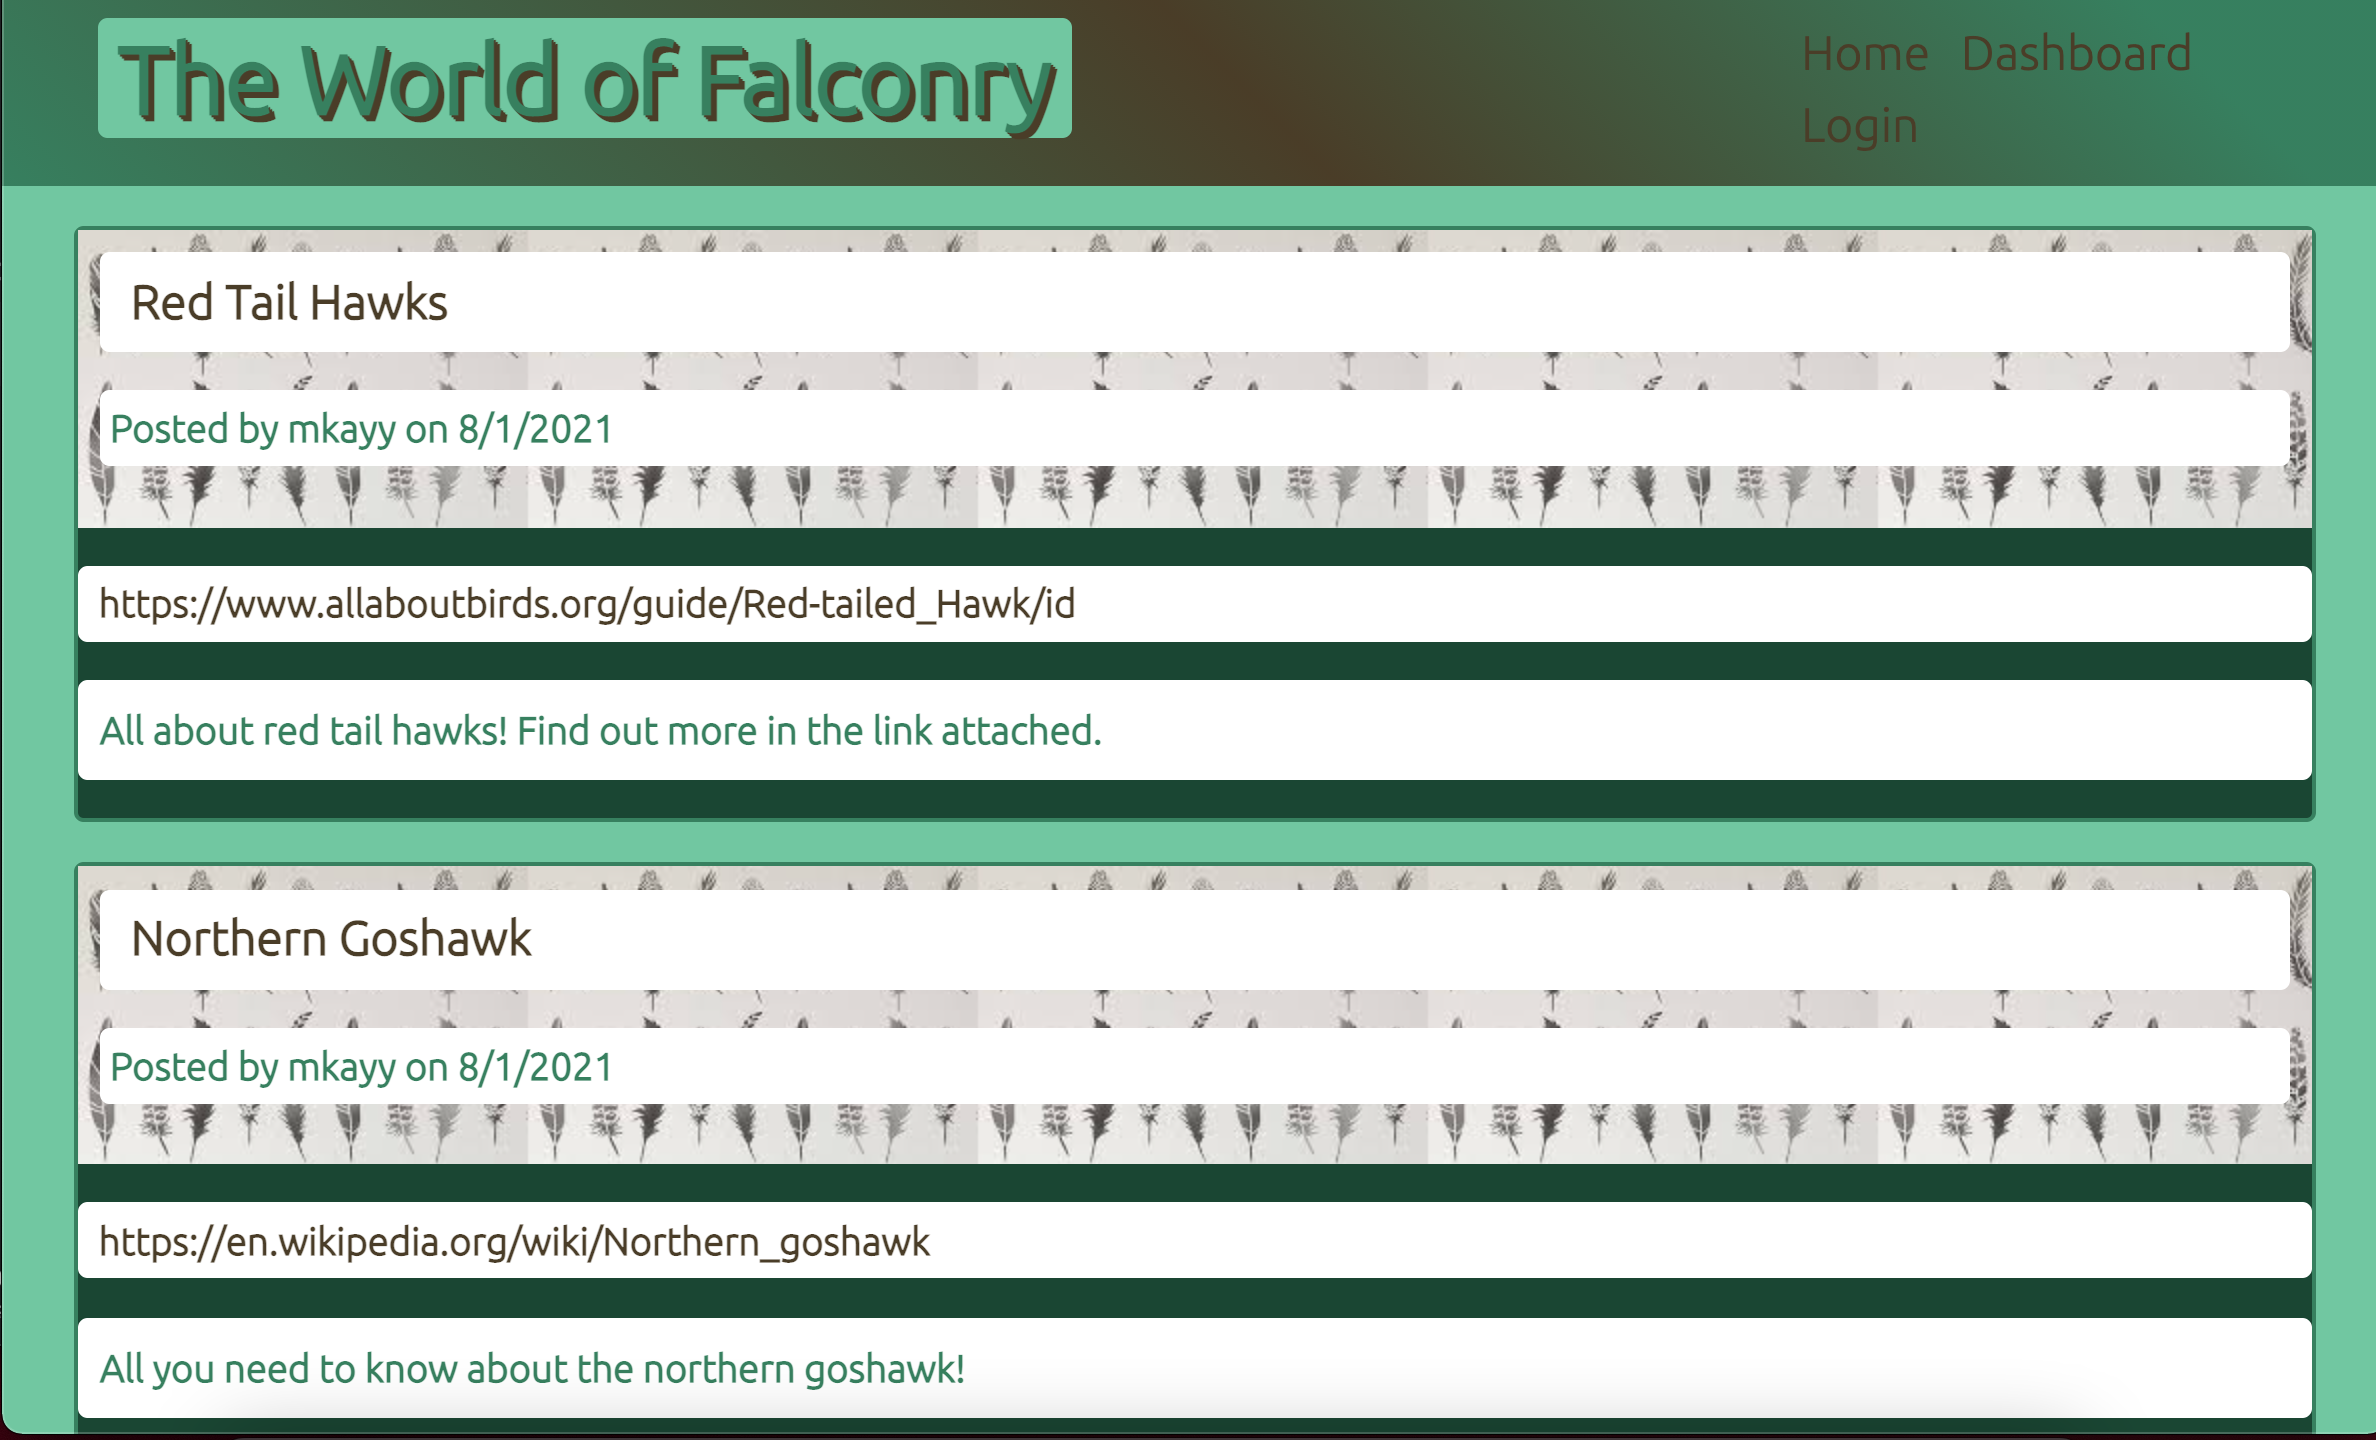 The World of Falconry
Home Dashboard
Login
Red Tail Hawks
Posted by mkayy on 8/1/2021
https://www.allaboutbirds.org/guide/Red-tailed_Hawk/id
All about red tail hawks! Find out more in the link attached.
Northern Goshawk
Posted by mkayy on 8/1/2021
https://en.wikipedia.org/wiki/Northern_goshawk
All you need to know about the northern goshawk!